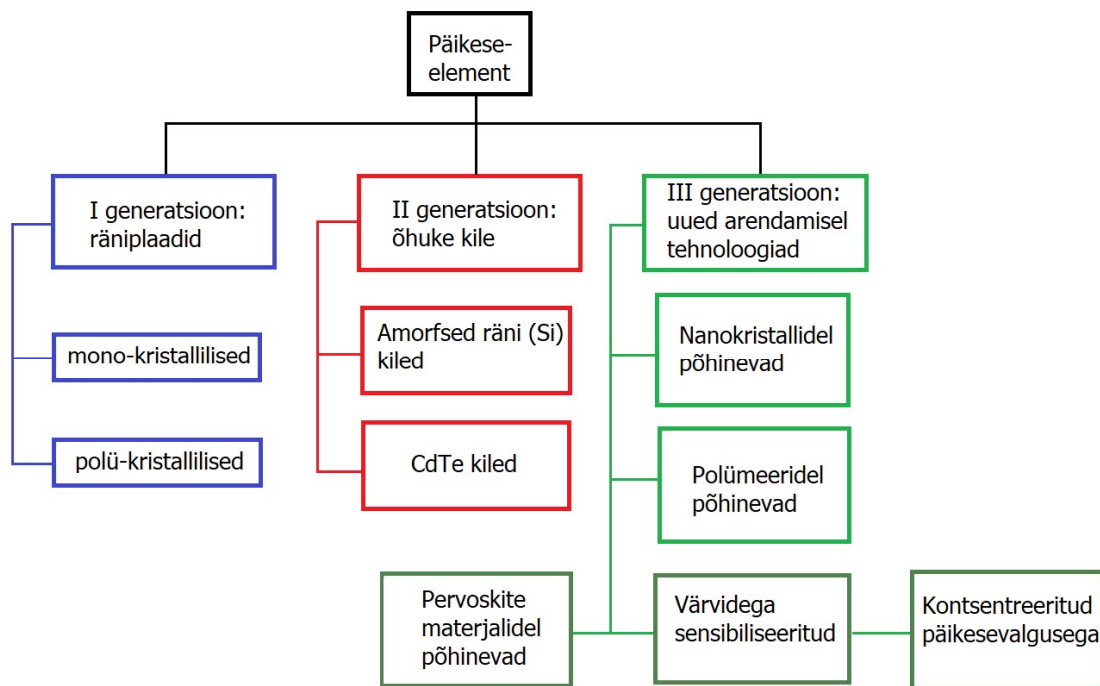 Päikese-
element
I generatsioon:
räniplaadid
mono-kristallilised
polü-kristallilised
II generatsioon:
õhuke kile
Amorfsed räni (Si)
kiled
CdTe kiled
III generatsioon:
uued arendamisel
tehnoloogiad
Nanokristallidel
põhinevad
Polümeeridel
põhinevad
Pervoskite
materjalidel
põhinevad
Värvidega
sensibiliseeritud
Kontsentreeritud
päikesevalgusega